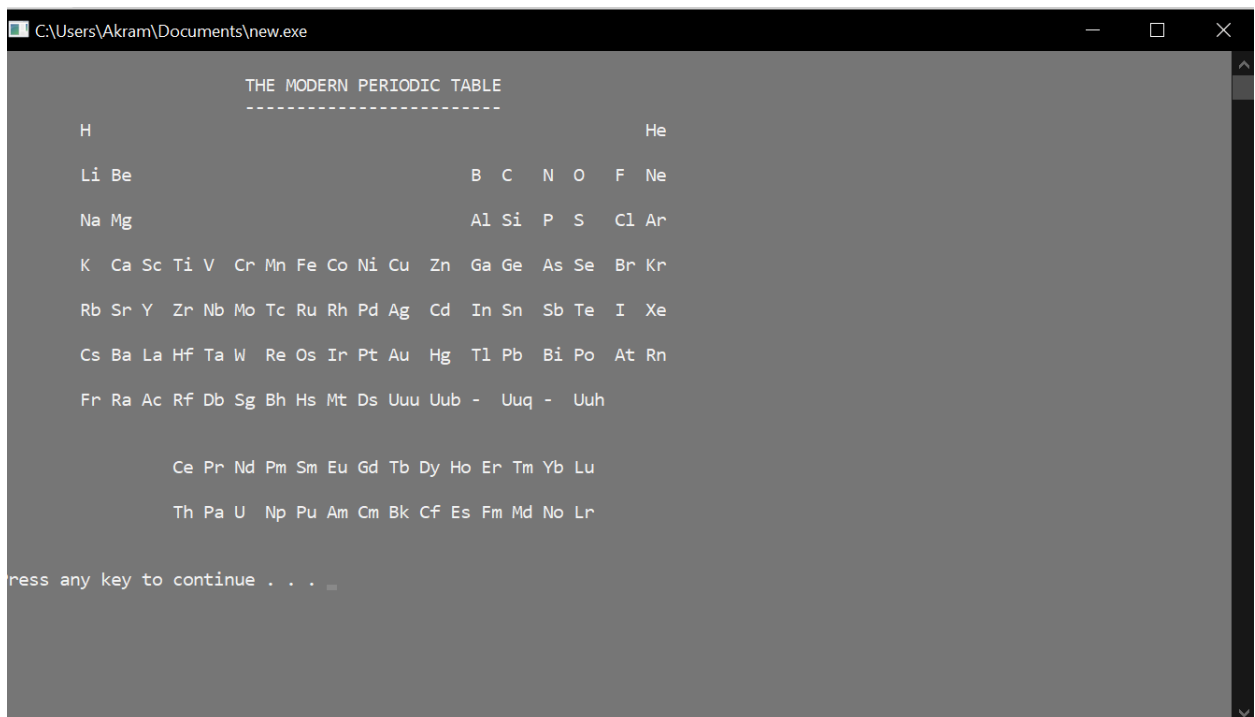 C:\Users\Akram\Documents\new.exe
THE MODERN PERIODIC TABLE
-------------------------
H He
Li Be B C N O F Ne
Na Mg Al Si P S Cl Ar
K Ca Sc Ti V Cr Mn Fe Co Ni Cu Zn Ga Ge As Se Br Kr
Rb Sr Y Zr Nb Mo Tc Ru Rh Pd Ag Cd In Sn Sb Te I Xe
Cs Ba La Hf Ta W Re Os Ir Pt Au Hg Tl Pb Bi Po At Rn
Fr Ra Ac Rf Db Sg Bh Hs Mt Ds Uuu Uub - Uuq - Uuh
Ce Pr Nd Pm Sm Eu Gd Tb Dy Ho Er Tm Yb Lu
Th Pa U Np Pu Am Cm Bk Cf Es Fm Md No Lr
Press any key to continue . . . _